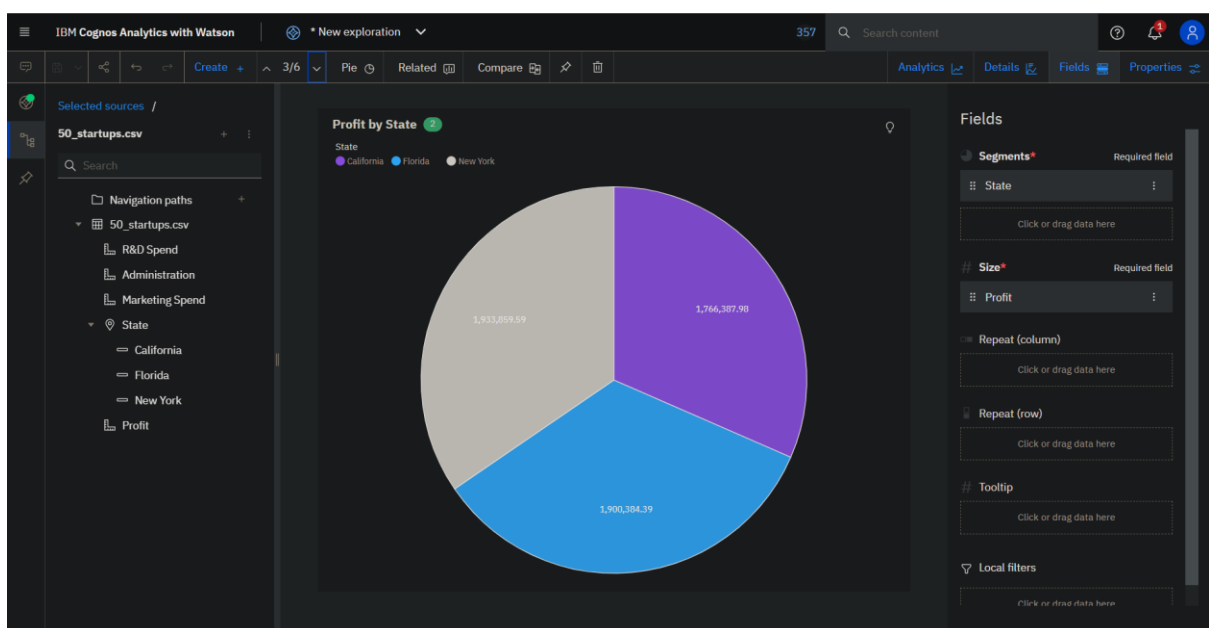 IBM Cognos Analytics with Watson
* New exploration
357
Search content
1
Create +
3/6
Pie
Related
Compare
Analytics
Details
Fields
Properties
Selected sources /
50_startups.csv
Search
Navigation paths
50_startups.csv
R&D Spend
Administration
Marketing Spend
State
California
Florida
New York
Profit
Profit by State 2
State
California Florida New York
1,933,859.59
1,766,387.98
1,900,384.39
Fields
Segments* Required field
State
Click or drag data here
# Size* Required field
Profit
Click or drag data here
Repeat (column)
Click or drag data here
Repeat (row)
Click or drag data here
# Tooltip
Click or drag data here
Local filters
Click or drag data here